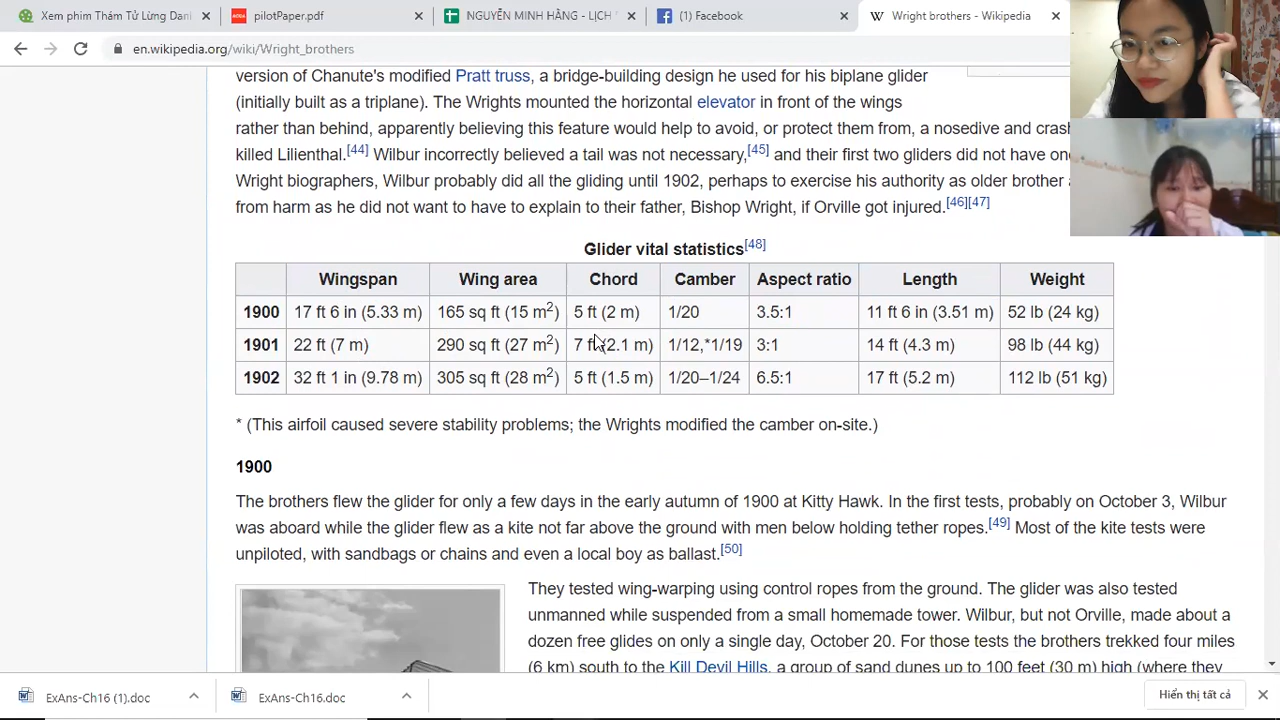 Xem phim Thám Tử Lừng Dan
pilotPaper.pdf
NGUYỄN MINH HẰNG - LỊCH
(1) Facebook
Wright brothers - Wikipedia
en.wikipedia.org/wiki/Wright_brothers
version of Chanute's modified Pratt truss, a bridge-building design he used for his biplane glider
(initially built as a triplane). The Wrights mounted the horizontal elevator in front of the wings
rather than behind, apparently believing this feature would help to avoid, or protect them from, a nosedive and crash
killed Lilienthal.[44] Wilbur incorrectly believed a tail was not necessary,[45] and their first two gliders did not have one
Wright biographers, Wilbur probably did all the gliding until 1902, perhaps to exercise his authority as older brother a
from harm as he did not want to have to explain to their father, Bishop Wright, if Orville got injured.[46][47]
Glider vital statistics[48]
Wingspan Wing area Chord Camber Aspect ratio Length Weight
1900 17 ft 6 in (5.33 m) 165 sq ft (15 m2) 5 ft (2 m) 1/20 3.5:1 11 ft 6 in (3.51 m) 52 lb (24 kg)
1901 22 ft (7 m) 290 sq ft (27 m2) 7 ft (2.1 m) 1/12,*1/19 3:1 14 ft (4.3 m) 98 lb (44 kg)
1902 32 ft 1 in (9.78 m) 305 sq ft (28 m2) 5 ft (1.5 m) 1/20–1/24 6.5:1 17 ft (5.2 m) 112 lb (51 kg)
* (This airfoil caused severe stability problems; the Wrights modified the camber on-site.)
1900
The brothers flew the glider for only a few days in the early autumn of 1900 at Kitty Hawk. In the first tests, probably on October 3, Wilbur
was aboard while the glider flew as a kite not far above the ground with men below holding tether ropes.[49] Most of the kite tests were
unpiloted, with sandbags or chains and even a local boy as ballast.[50]
They tested wing-warping using control ropes from the ground. The glider was also tested
unmanned while suspended from a small homemade tower. Wilbur, but not Orville, made about a
dozen free glides on only a single day, October 20. For those tests the brothers trekked four miles
(6 km) south to the Kill Devil Hills, a group of sand dunes up to 100 feet (30 m) high (where they
ExAns-Ch16 (1).doc
ExAns-Ch16.doc
Hiển thị tất cả